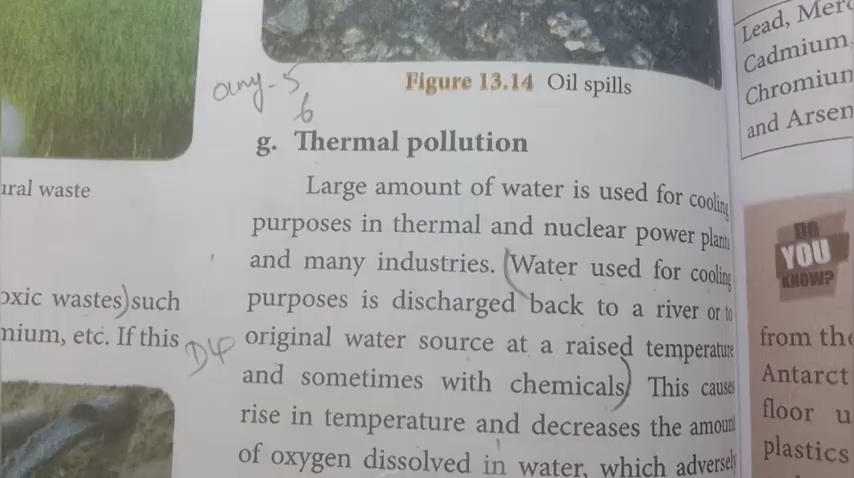 Lead, Merc
Cadmium,
Chromium
and Arsen
Figure 13.14 Oil spills
any - 5
6
g. Thermal pollution
Large amount of water is used for cooling
purposes in thermal and nuclear power plants
and many industries. (Water used for cooling
purposes is discharged back to a river or to
original water source at a raised temperature
and sometimes with chemicals) This causes
rise in temperature and decreases the amount
of oxygen dissolved in water, which adversely
ural waste
oxic wastes) such
mium, etc. If this
DO
YOU
KNOW?
from the
Antarct
floor u
plastics